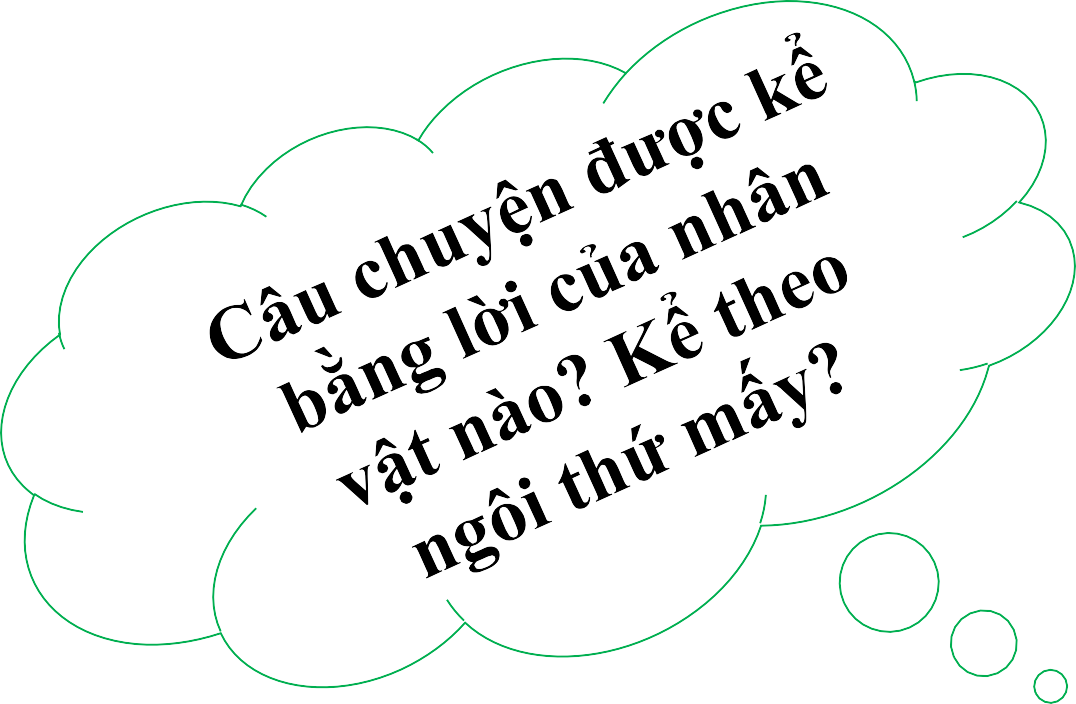 Câu chuyện được kể
bằng lời của nhân
vật nào? Kể theo
ngôi thứ mấy?